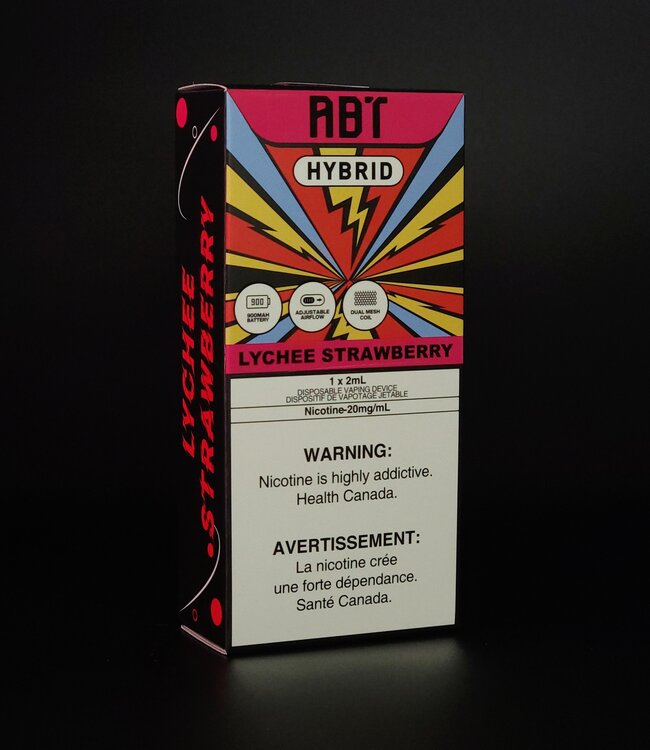 ABT
HYBRID
900
900MAH
BATTERY
ADJUSTABLE
AIRFLOW
DUAL MESH
COIL
LYCHEE STRAWBERRY
1 x 2mL
DISPOSABLE VAPING DEVICE
DISPOSITIF DE VAPOTAGE JETABLE
Nicotine-20mg/mL
WARNING:
Nicotine is highly addictive.
Health Canada.
AVERTISSEMENT:
La nicotine crée
une forte dépendance.
Santé Canada.
LYCHEE
STRAWBERRY